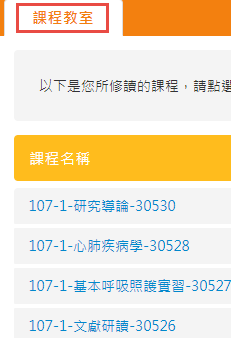 課程教室
以下是您所修讀的課程，請點選
課程名稱
107-1-研究導論-30530
107-1-心肺疾病學-30528
107-1-基本呼吸照護實習-30527
107-1-文獻研讀-30526